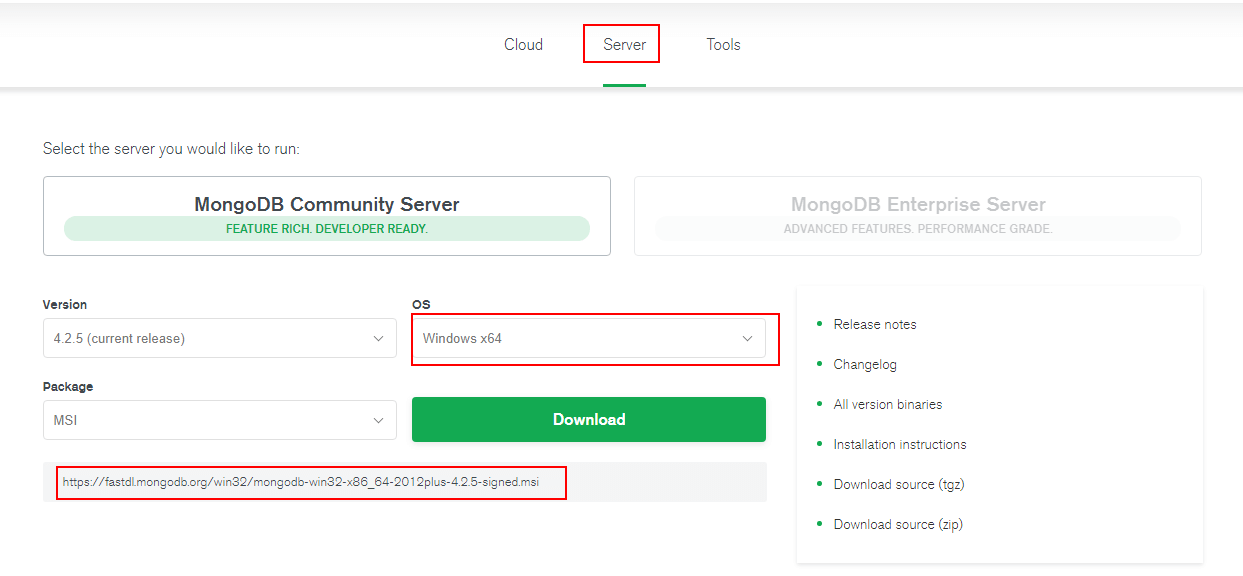 Cloud Server Tools
Select the server you would like to run:
MongoDB Community Server
FEATURE RICH. DEVELOPER READY.
MongoDB Enterprise Server
ADVANCED FEATURES. PERFORMANCE GRADE.
Version
4.2.5 (current release)
OS
Windows x64
Package
MSI
Download
https://fastdl.mongodb.org/win32/mongodb-win32-x86_64-2012plus-4.2.5-signed.msi
Release notes
Changelog
All version binaries
Installation instructions
Download source (tgz)
Download source (zip)